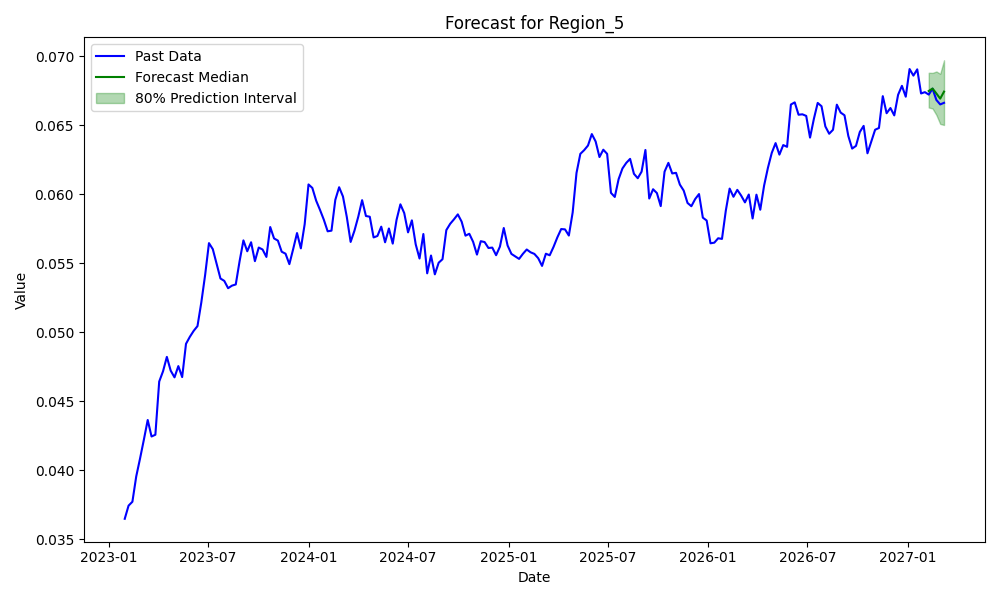 Forecast for Region_5
Past Data
Forecast Median
80% Prediction Interval
0.070
0.065
0.060
0.055
0.050
0.045
0.040
0.035
Value
2023-01 2023-07 2024-01 2024-07 2025-01 2025-07 2026-01 2026-07 2027-01
Date